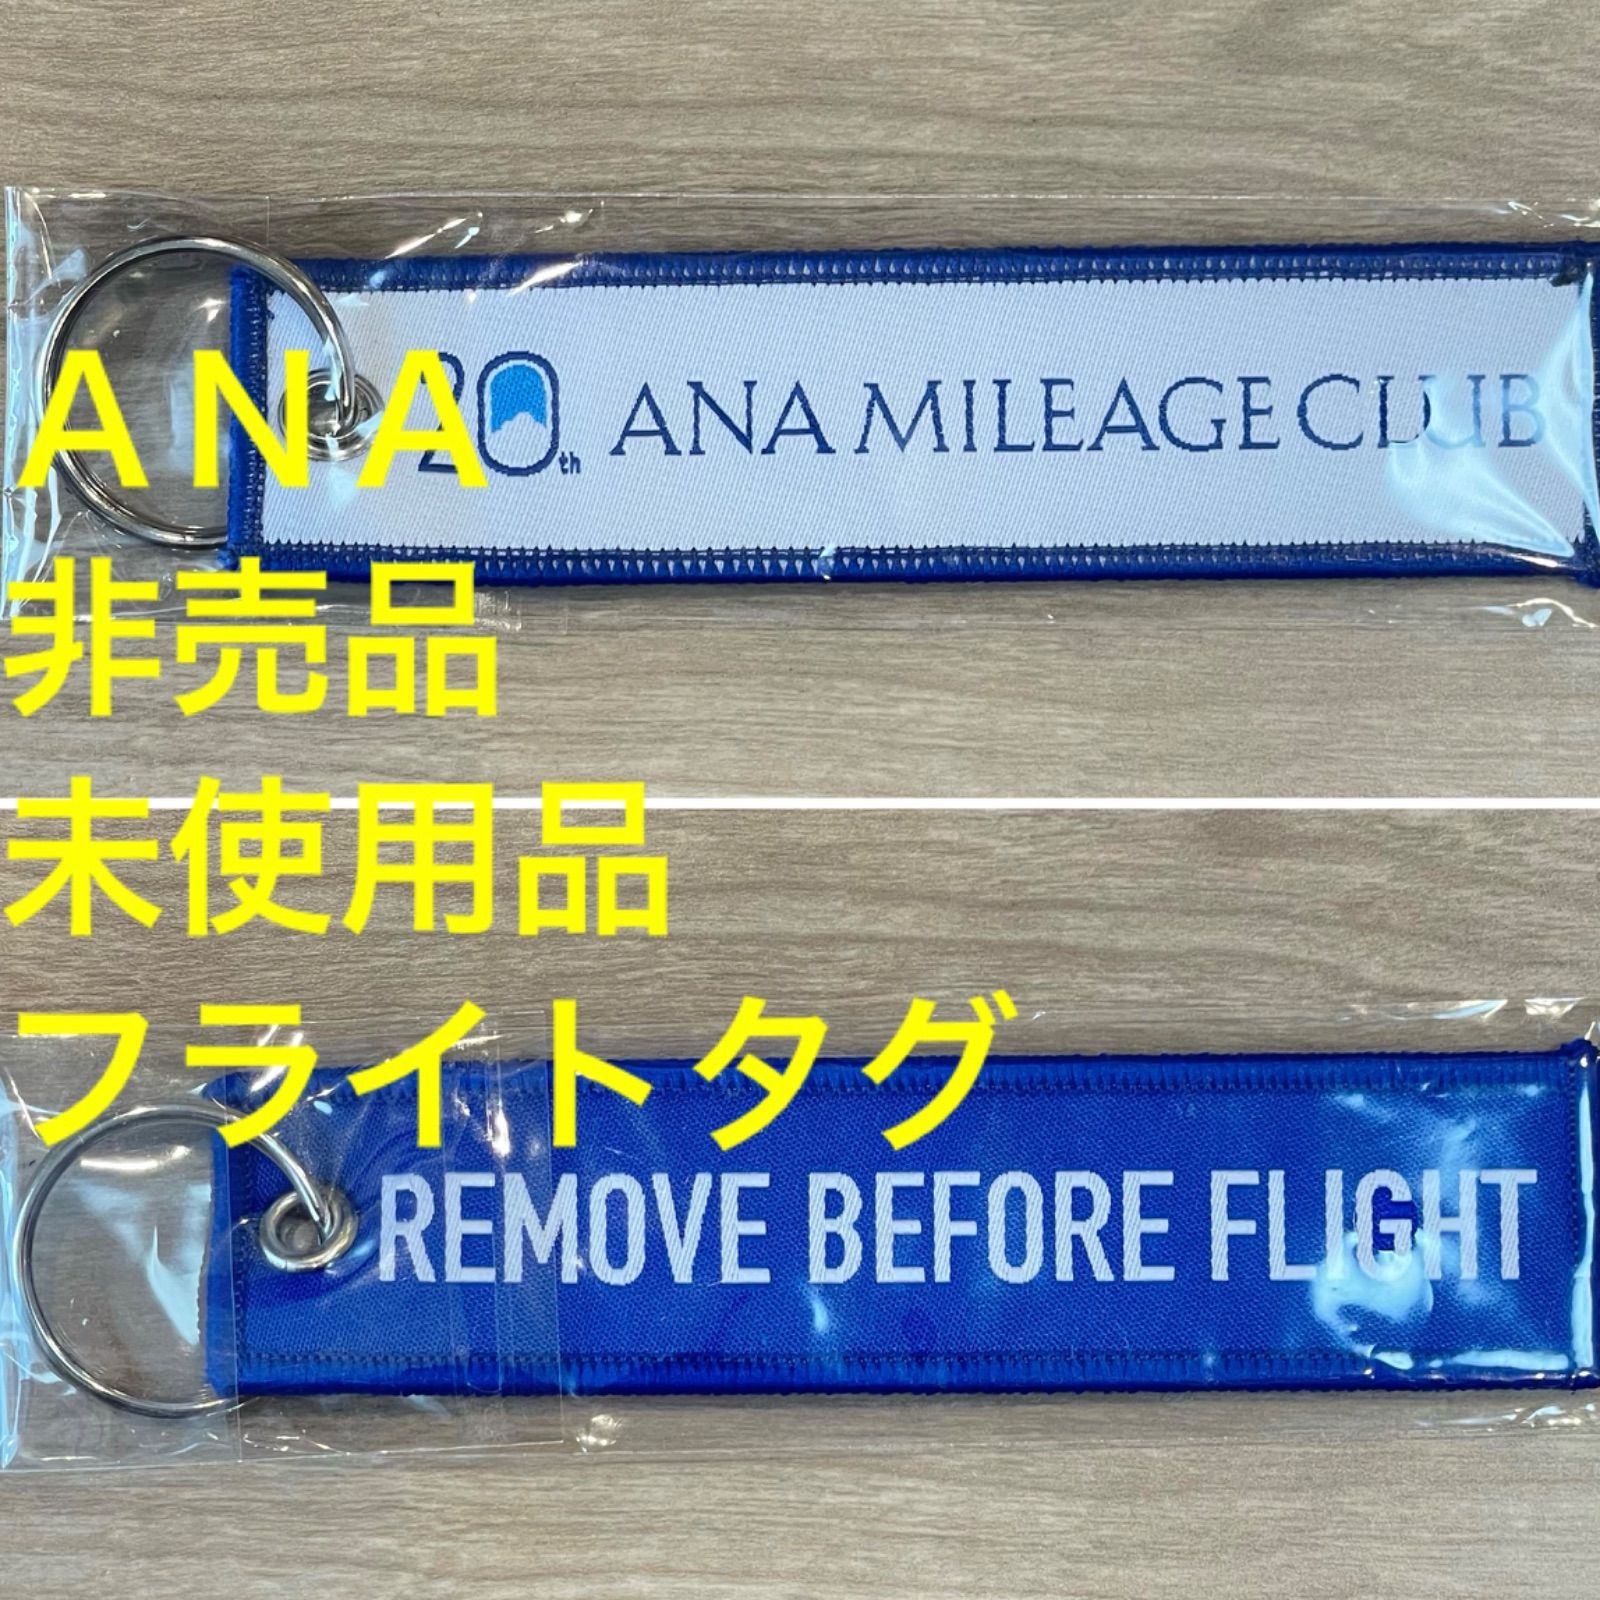 20th ANA MILEAGE CLUB
ＡＮＡ
非売品
未使用品
フライトタグ
REMOVE BEFORE FLIGHT